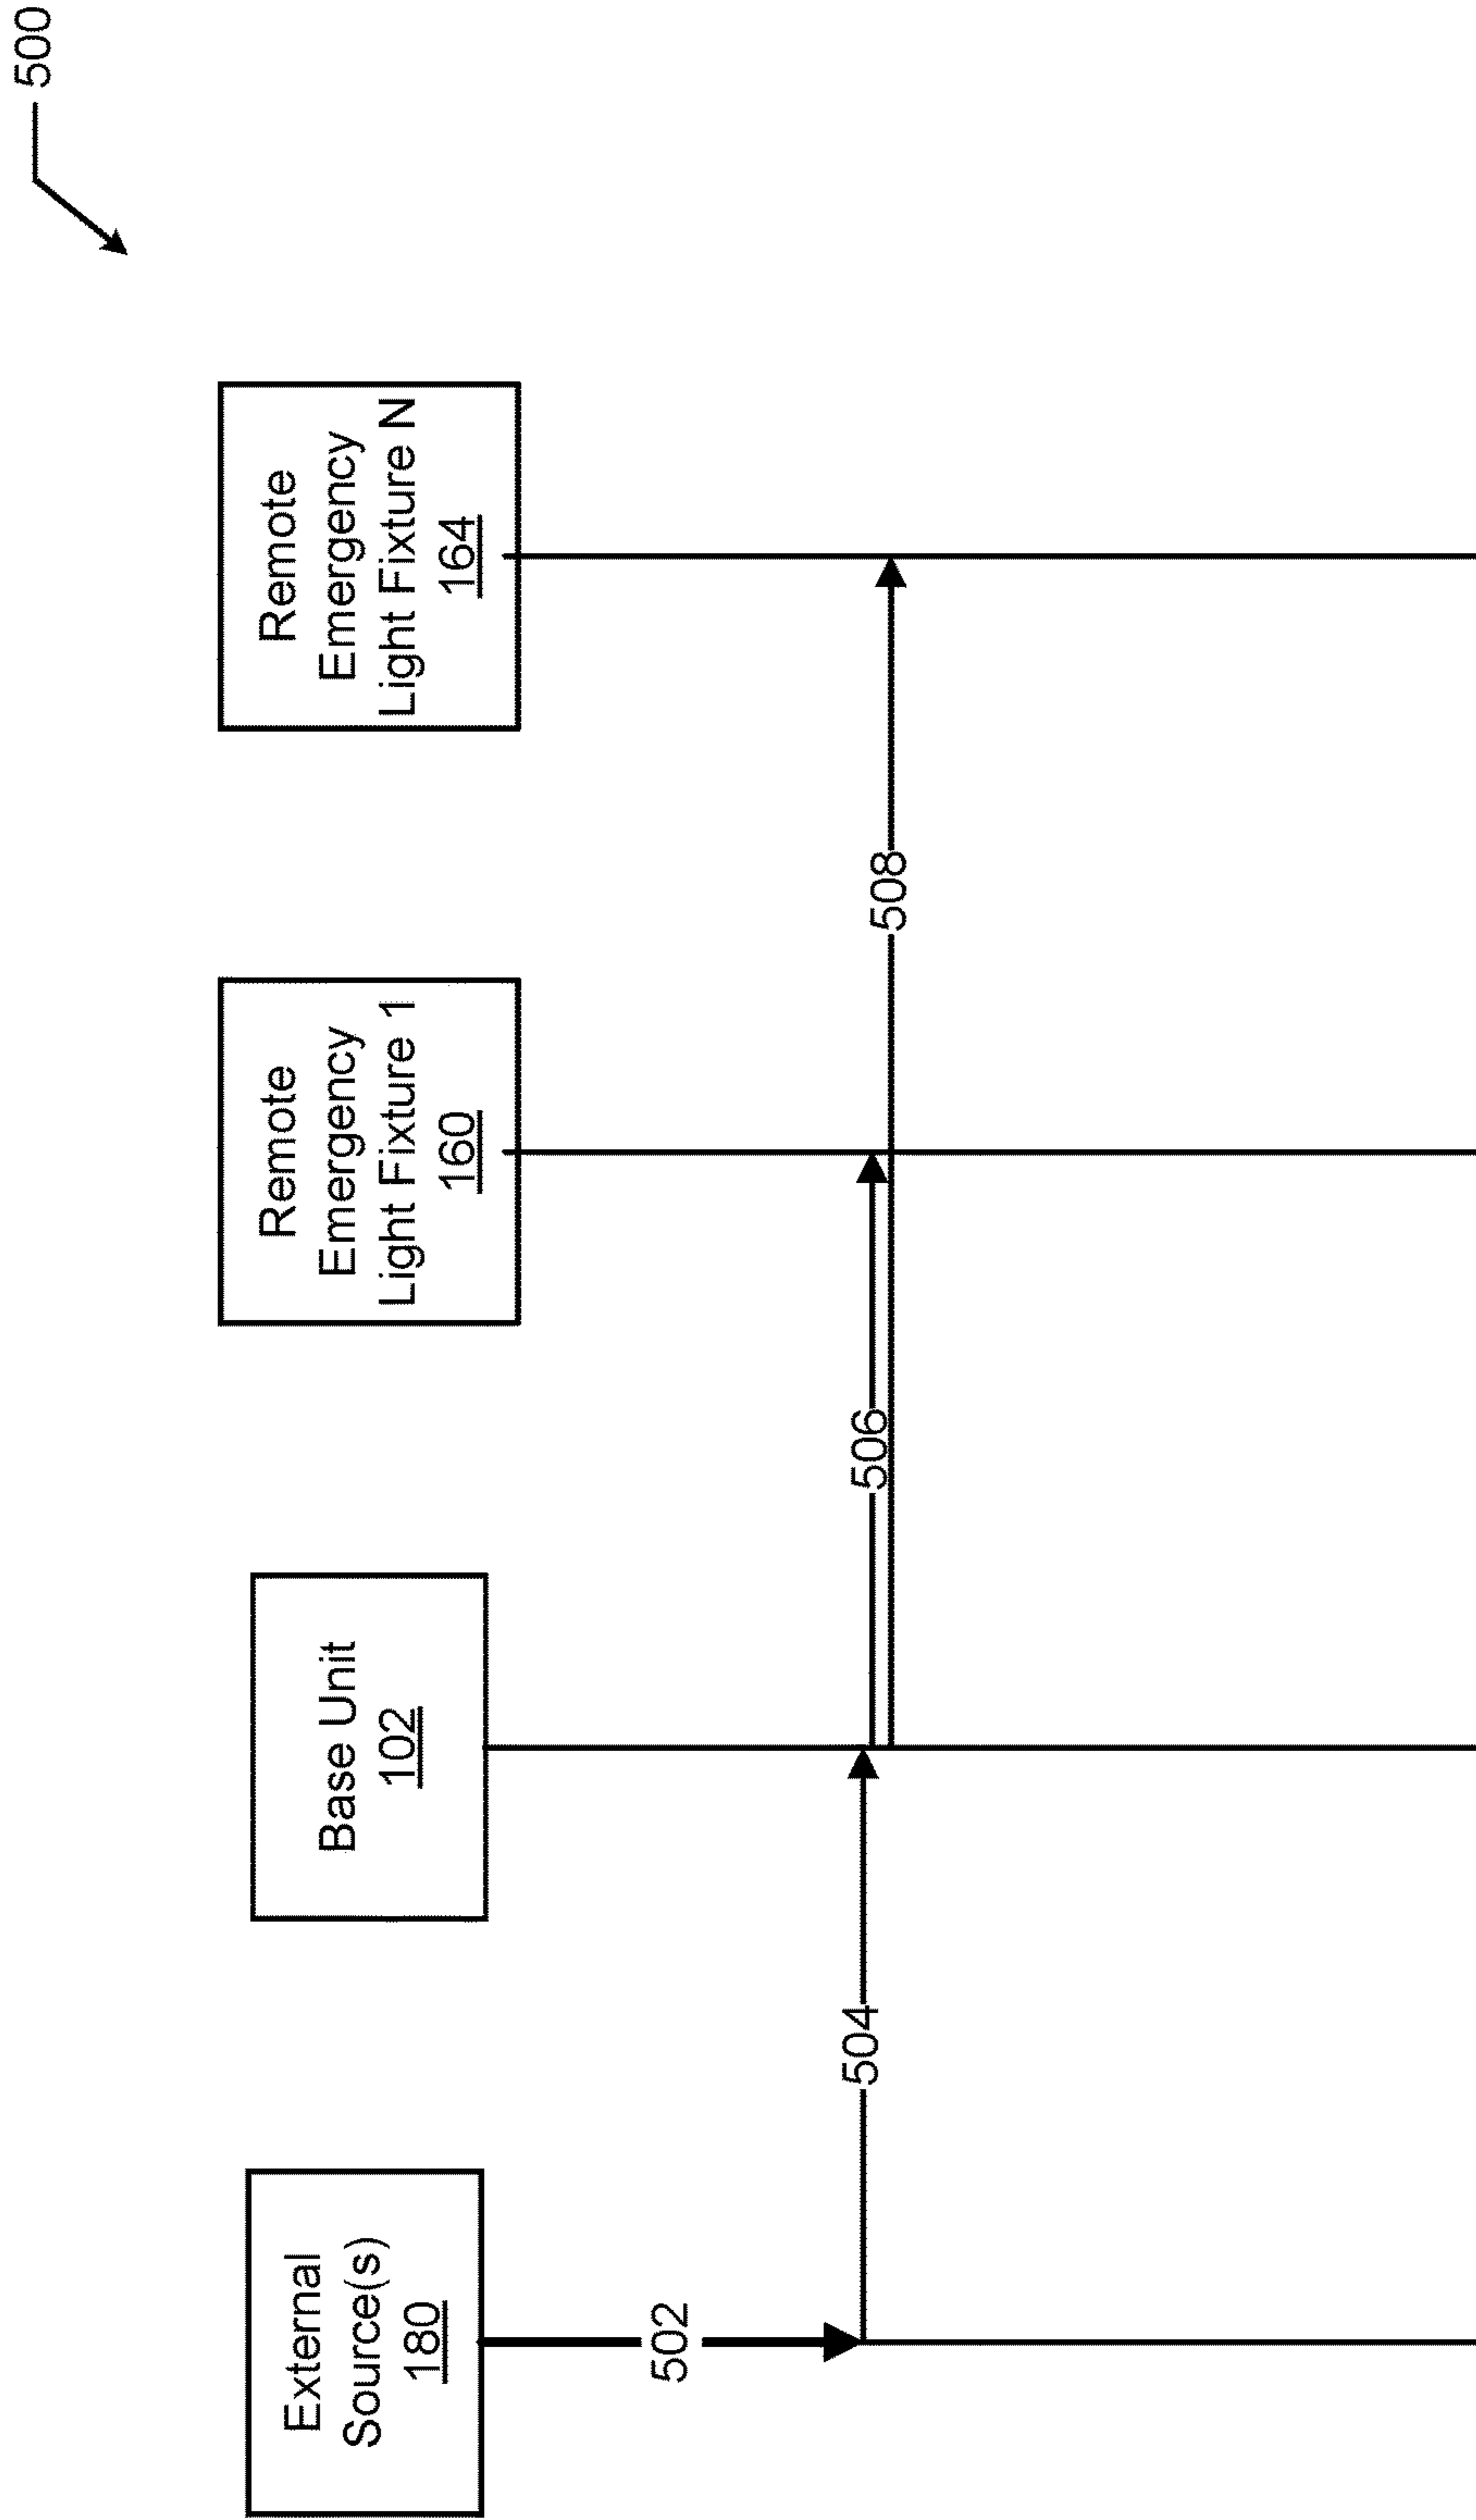 500
External
Source(s)
180
Base Unit
102
Remote
Emergency
Light Fixture 1
160
Remote
Emergency
Light Fixture N
164
502
504
506
508